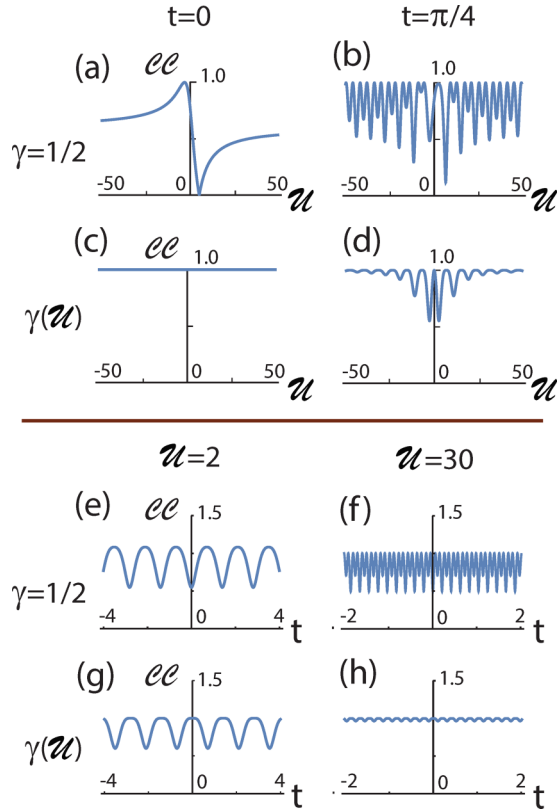 t=0 t=π/4
(a) 𝒞𝒞 1.0 (b) 1.0
γ=1/2
-50 0 50 𝒰 -50 0 50 𝒰
(c) 𝒞𝒞 1.0 (d) 1.0
γ(𝒰)
-50 0 50 𝒰 -50 0 50 𝒰
𝒰=2 𝒰=30
(e) 𝒞𝒞 1.5 (f) 1.5
γ=1/2
-4 0 4 t -2 0 2 t
(g) 𝒞𝒞 1.5 (h) 1.5
γ(𝒰)
-4 0 4 t -2 0 2 t